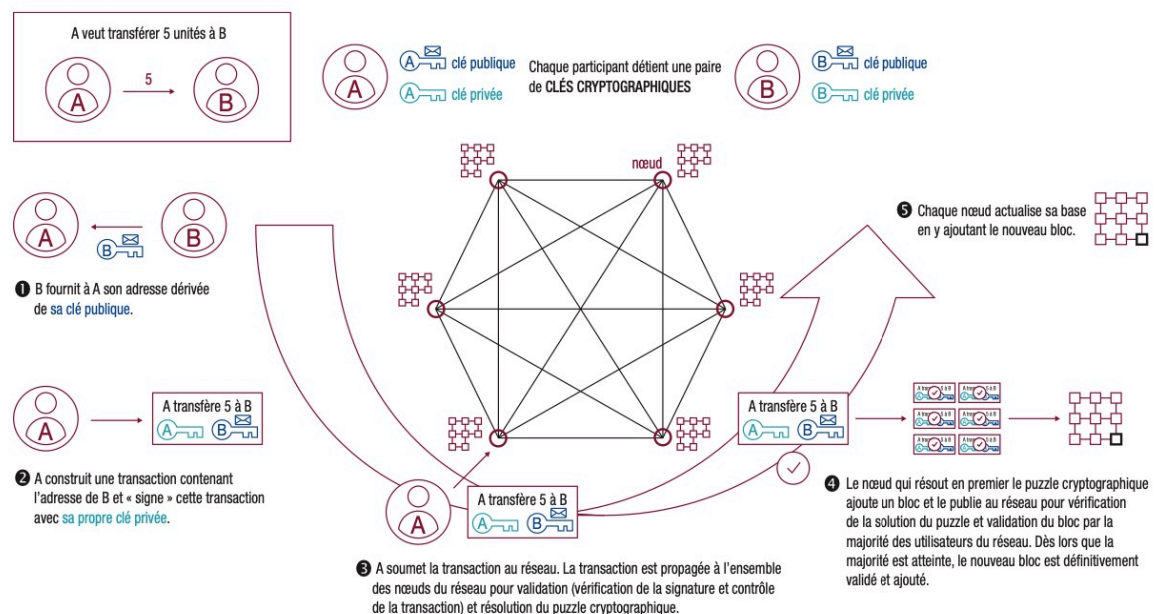 A veut transférer 5 unités à B
5
A
B
A
A
clé publique
A
clé privée
Chaque participant détient une paire
de CLÉS CRYPTOGRAPHIQUES
B
B
clé publique
B
clé privée
nœud
A
B
B
❶ B fournit à A son adresse dérivée
de sa clé publique.
❺ Chaque nœud actualise sa base
en y ajoutant le nouveau bloc.
A
A transfère 5 à B
A
B
❷ A construit une transaction contenant
l'adresse de B et « signe » cette transaction
avec sa propre clé privée.
A
A transfère 5 à B
A
B
❸ A soumet la transaction au réseau. La transaction est propagée à l'ensemble
des nœuds du réseau pour validation (vérification de la signature et contrôle
de la transaction) et résolution du puzzle cryptographique.
A transfère 5 à B
A
B
❹ Le nœud qui résout en premier le puzzle cryptographique
ajoute un bloc et le publie au réseau pour vérification
de la solution du puzzle et validation du bloc par la
majorité des utilisateurs du réseau. Dès lors que la
majorité est atteinte, le nouveau bloc est définitivement
validé et ajouté.